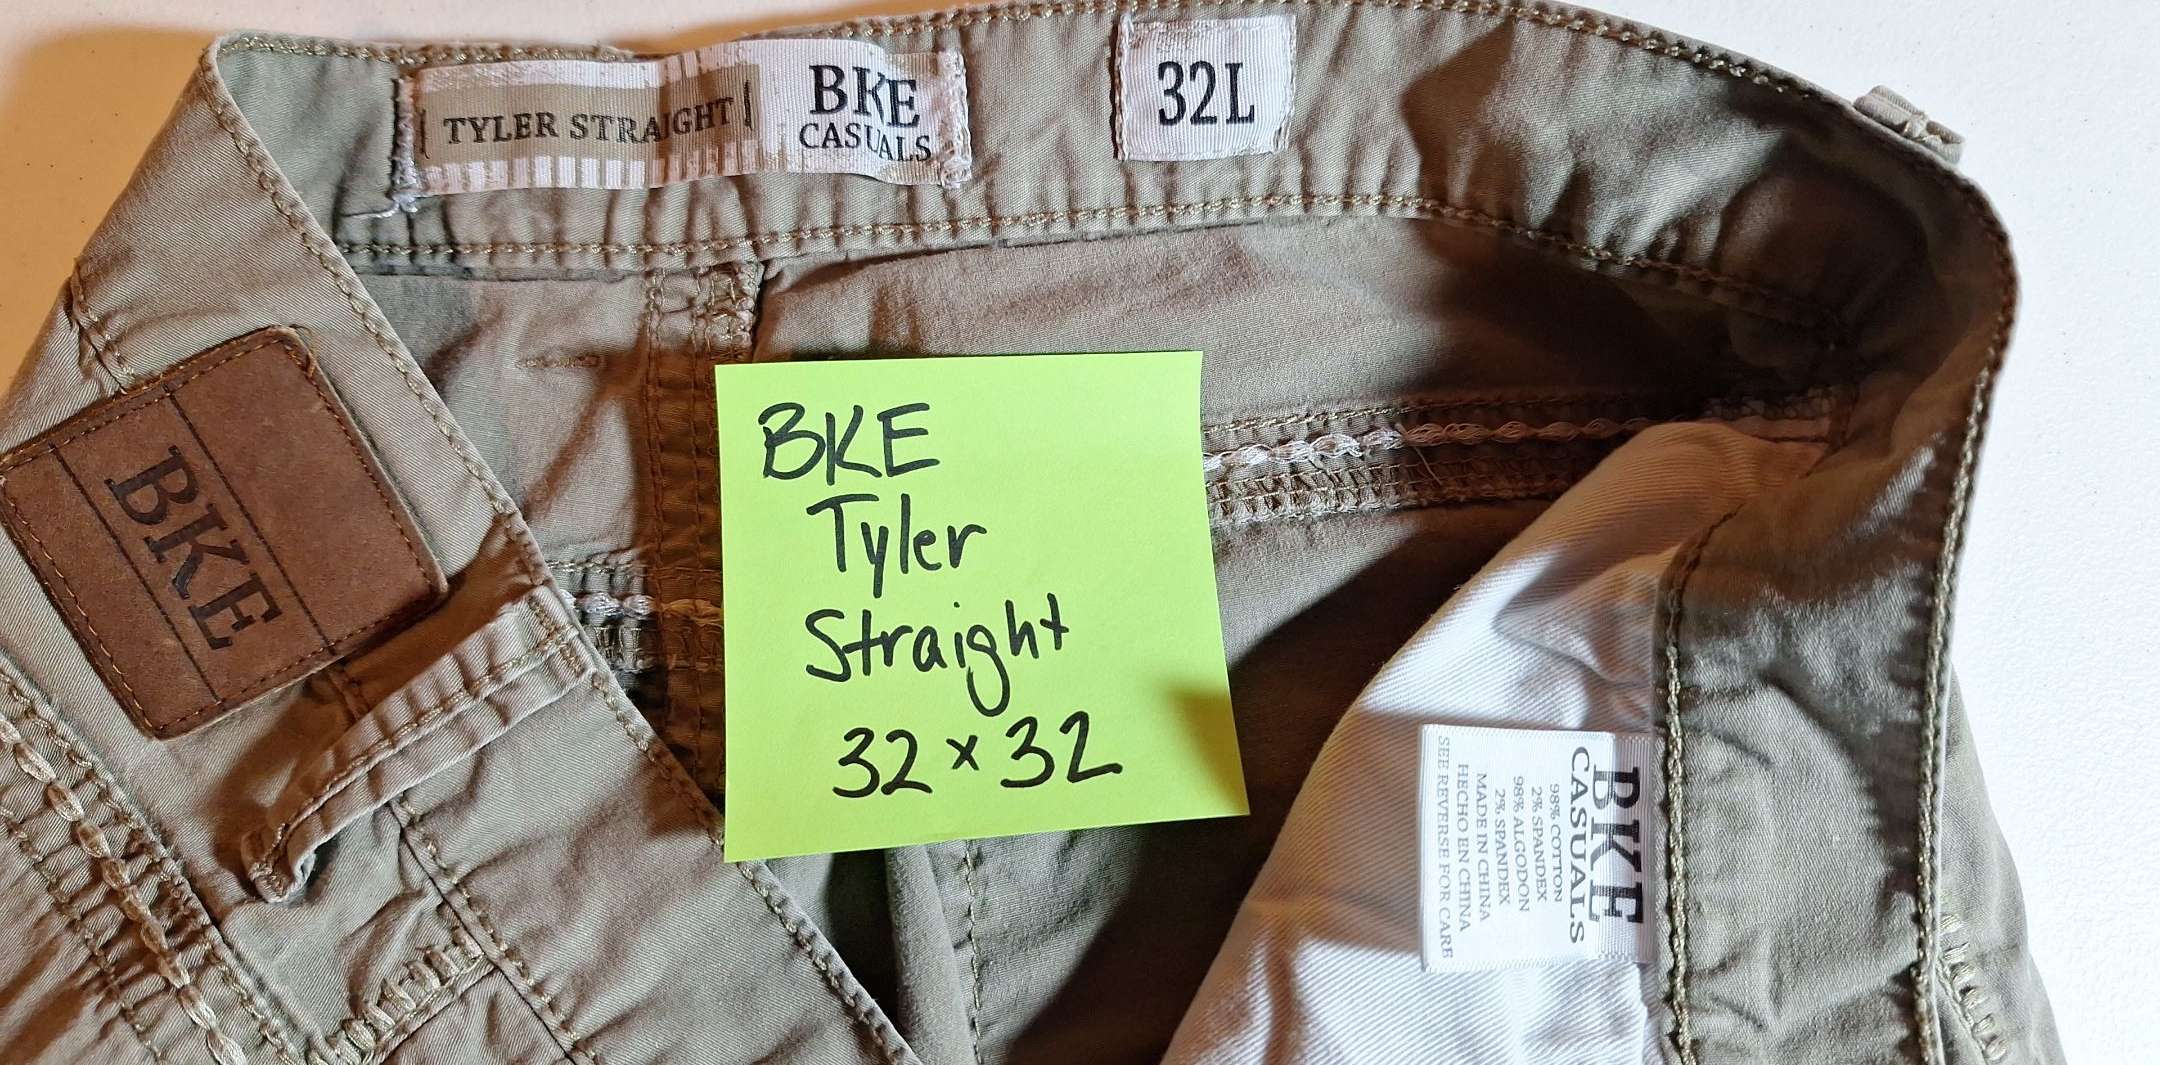 TYLER STRAIGHT
BKE
CASUALS
32L
BKE
BKE
Tyler
Straight
32 x 32
BKE
CASUALS
98% COTTON
2% SPANDEX
98% ALGODON
2% SPANDEX
MADE IN CHINA
HECHO EN CHINA
SEE REVERSE FOR CARE